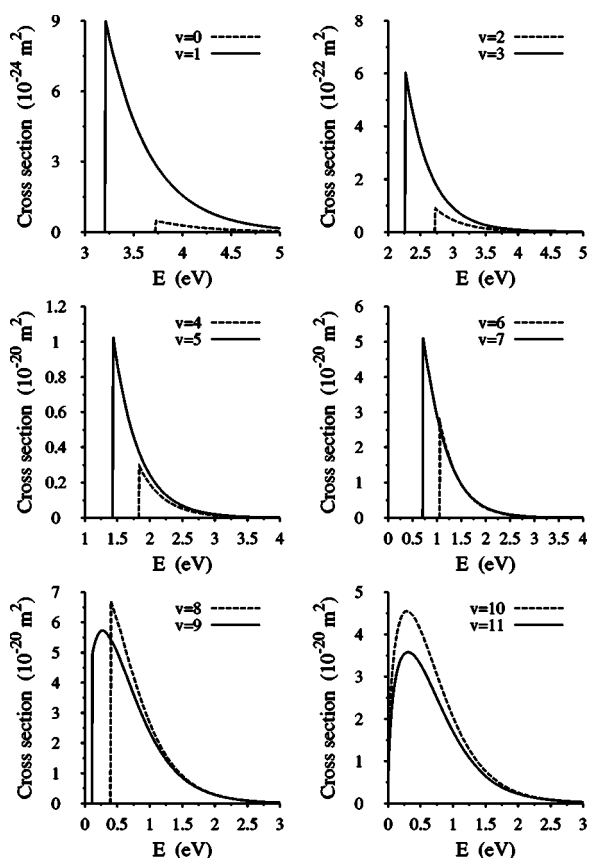 Cross section (10⁻²⁴ m²)
v=0
v=1
9
6
3
0
3 3.5 4 4.5 5
E (eV)
Cross section (10⁻²² m²)
v=2
v=3
8
6
4
2
0
2 2.5 3 3.5 4 4.5 5
E (eV)
Cross section (10⁻²⁰ m²)
v=4
v=5
1.2
1
0.8
0.6
0.4
0.2
0
1 1.5 2 2.5 3 3.5 4
E (eV)
Cross section (10⁻²⁰ m²)
v=6
v=7
6
5
4
3
2
1
0
0 0.5 1 1.5 2 2.5 3 3.5 4
E (eV)
Cross section (10⁻²⁰ m²)
v=8
v=9
7
6
5
4
3
2
1
0
0 0.5 1 1.5 2 2.5 3
E (eV)
Cross section (10⁻²⁰ m²)
v=10
v=11
5
4
3
2
1
0
0 0.5 1 1.5 2 2.5 3
E (eV)